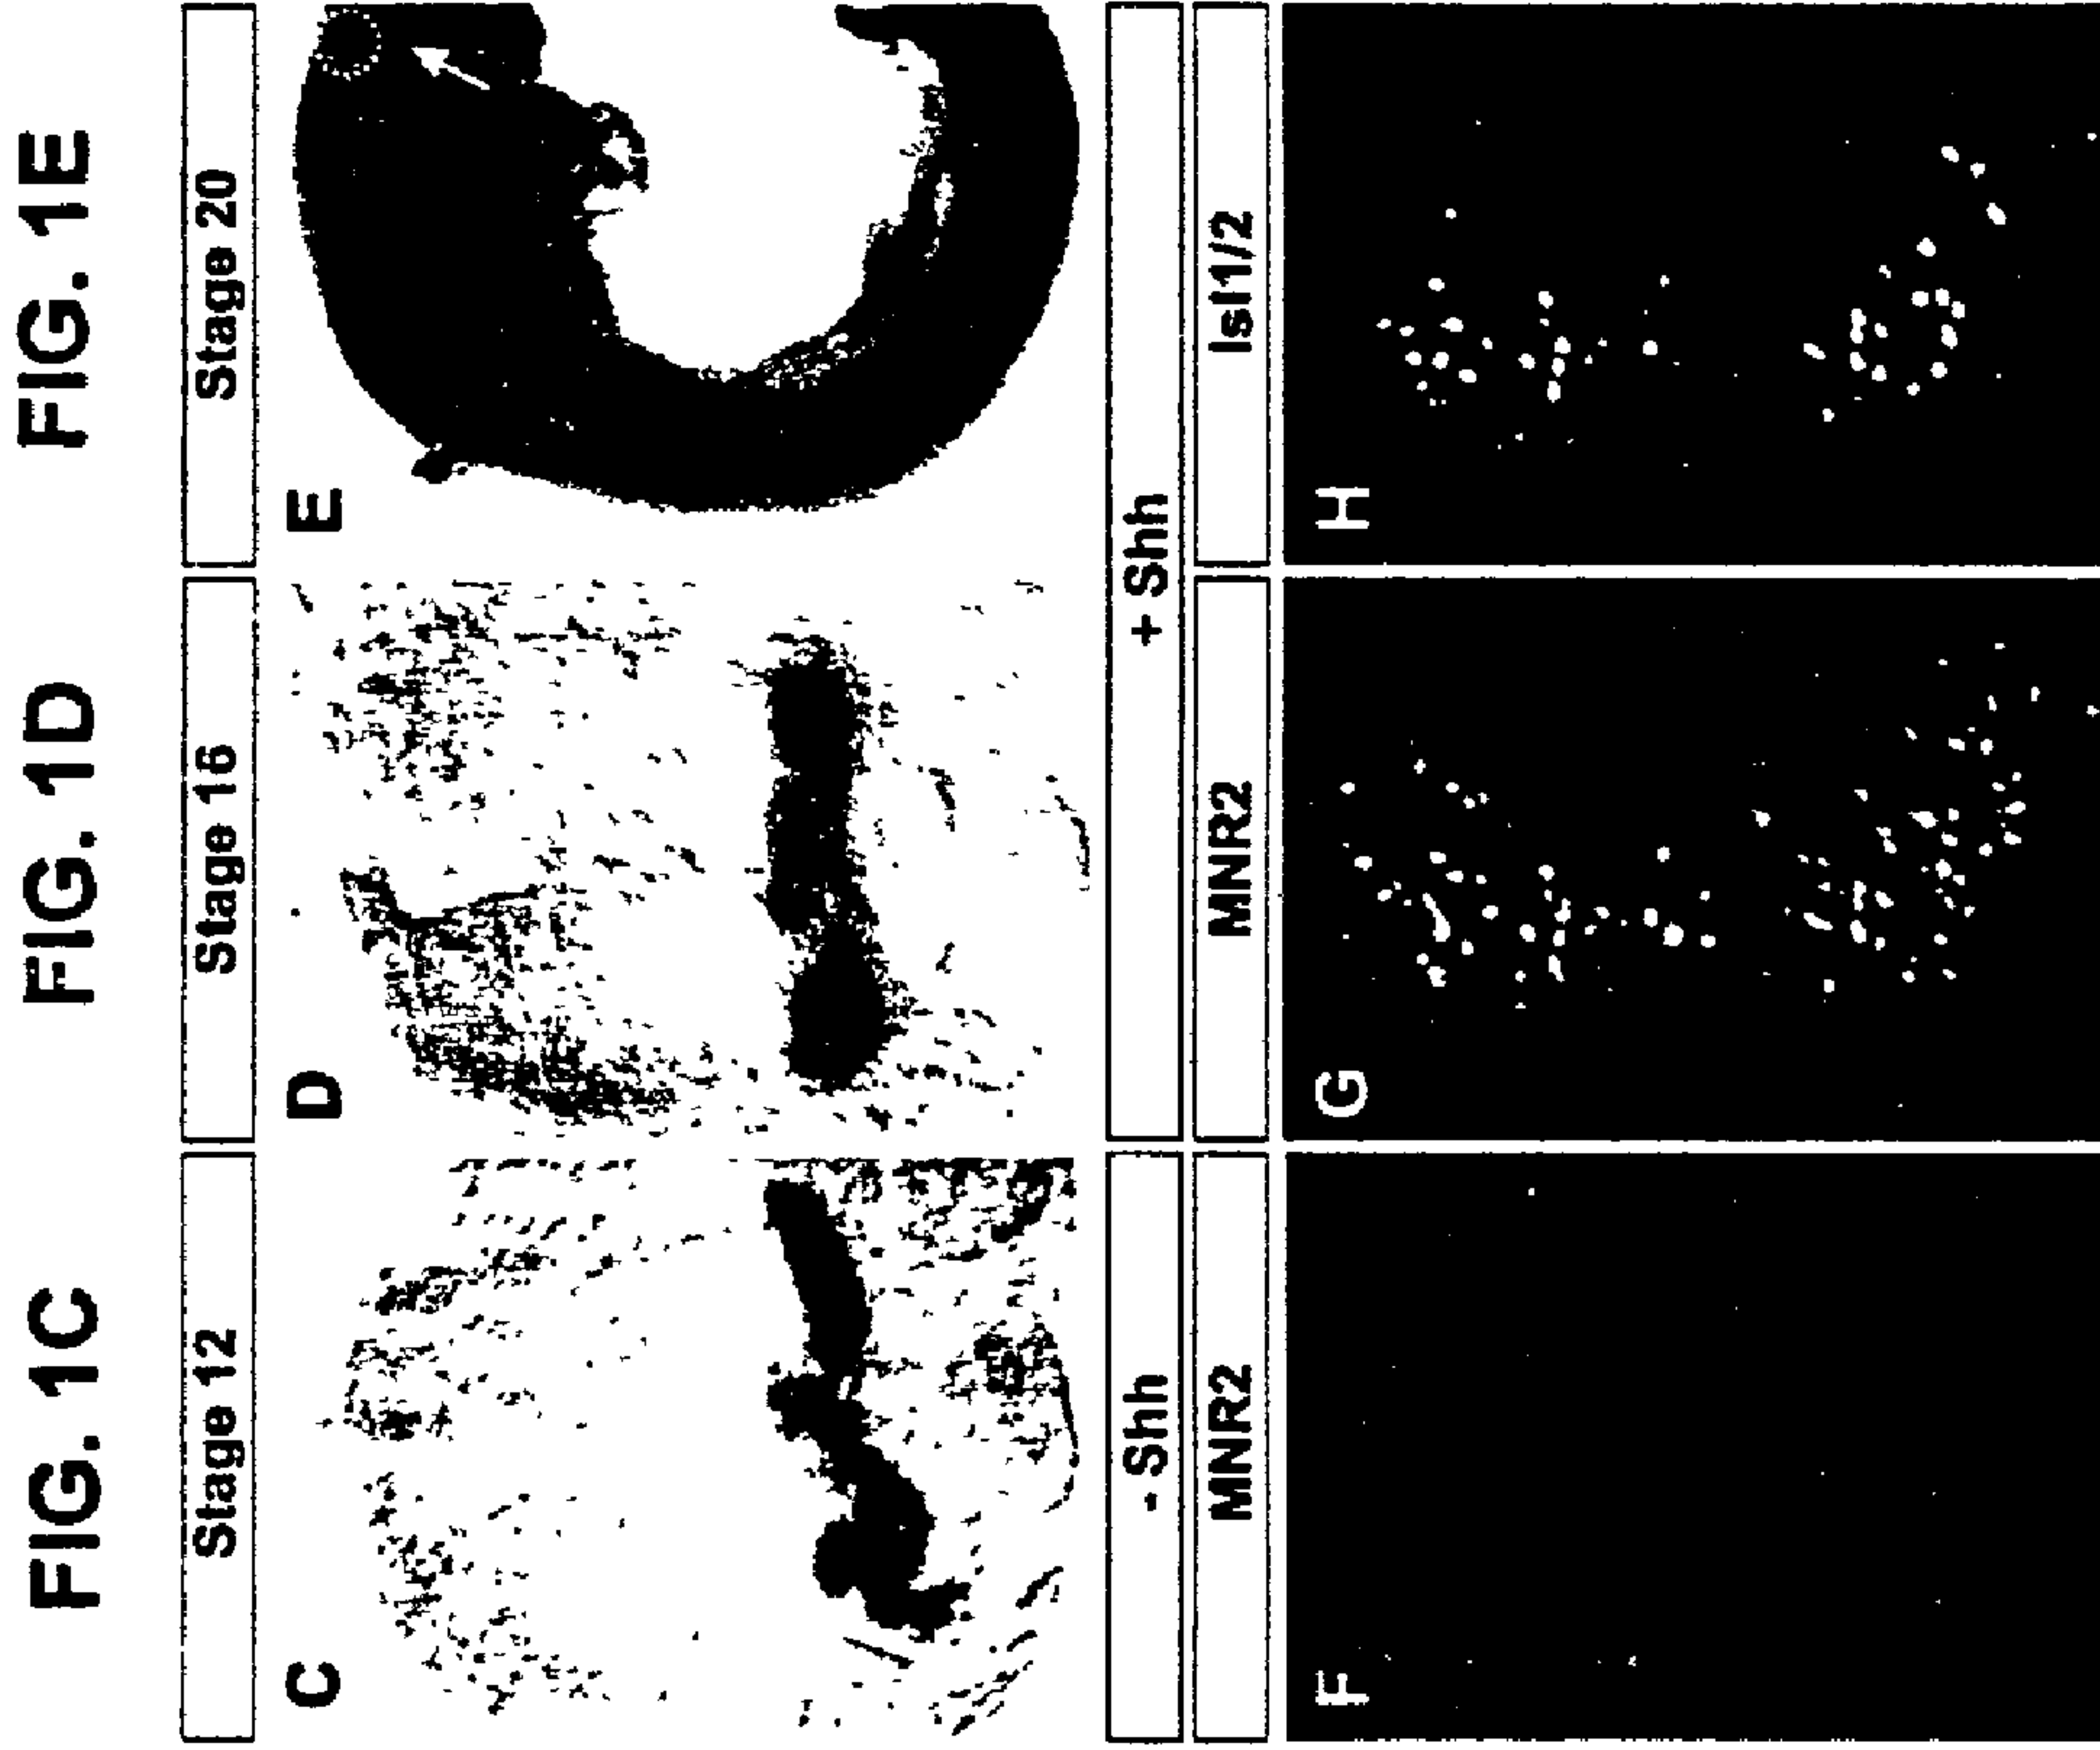 FIG. 1C
FIG. 1D
FIG. 1E
Stage 12
Stage 16
Stage 20
C
D
E
- Shh
+ Shh
MNR2
MNR2
Isl1/2
F
G
H